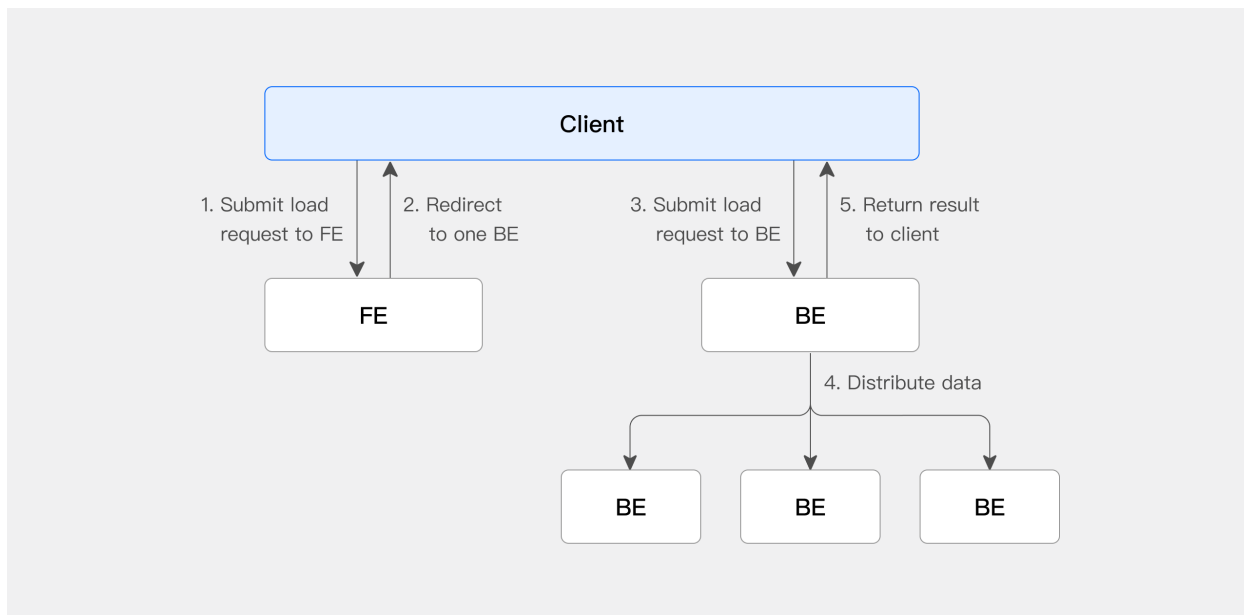 Client
1. Submit load
request to FE
2. Redirect
to one BE
3. Submit load
request to BE
5. Return result
to client
FE
BE
4. Distribute data
BE
BE
BE